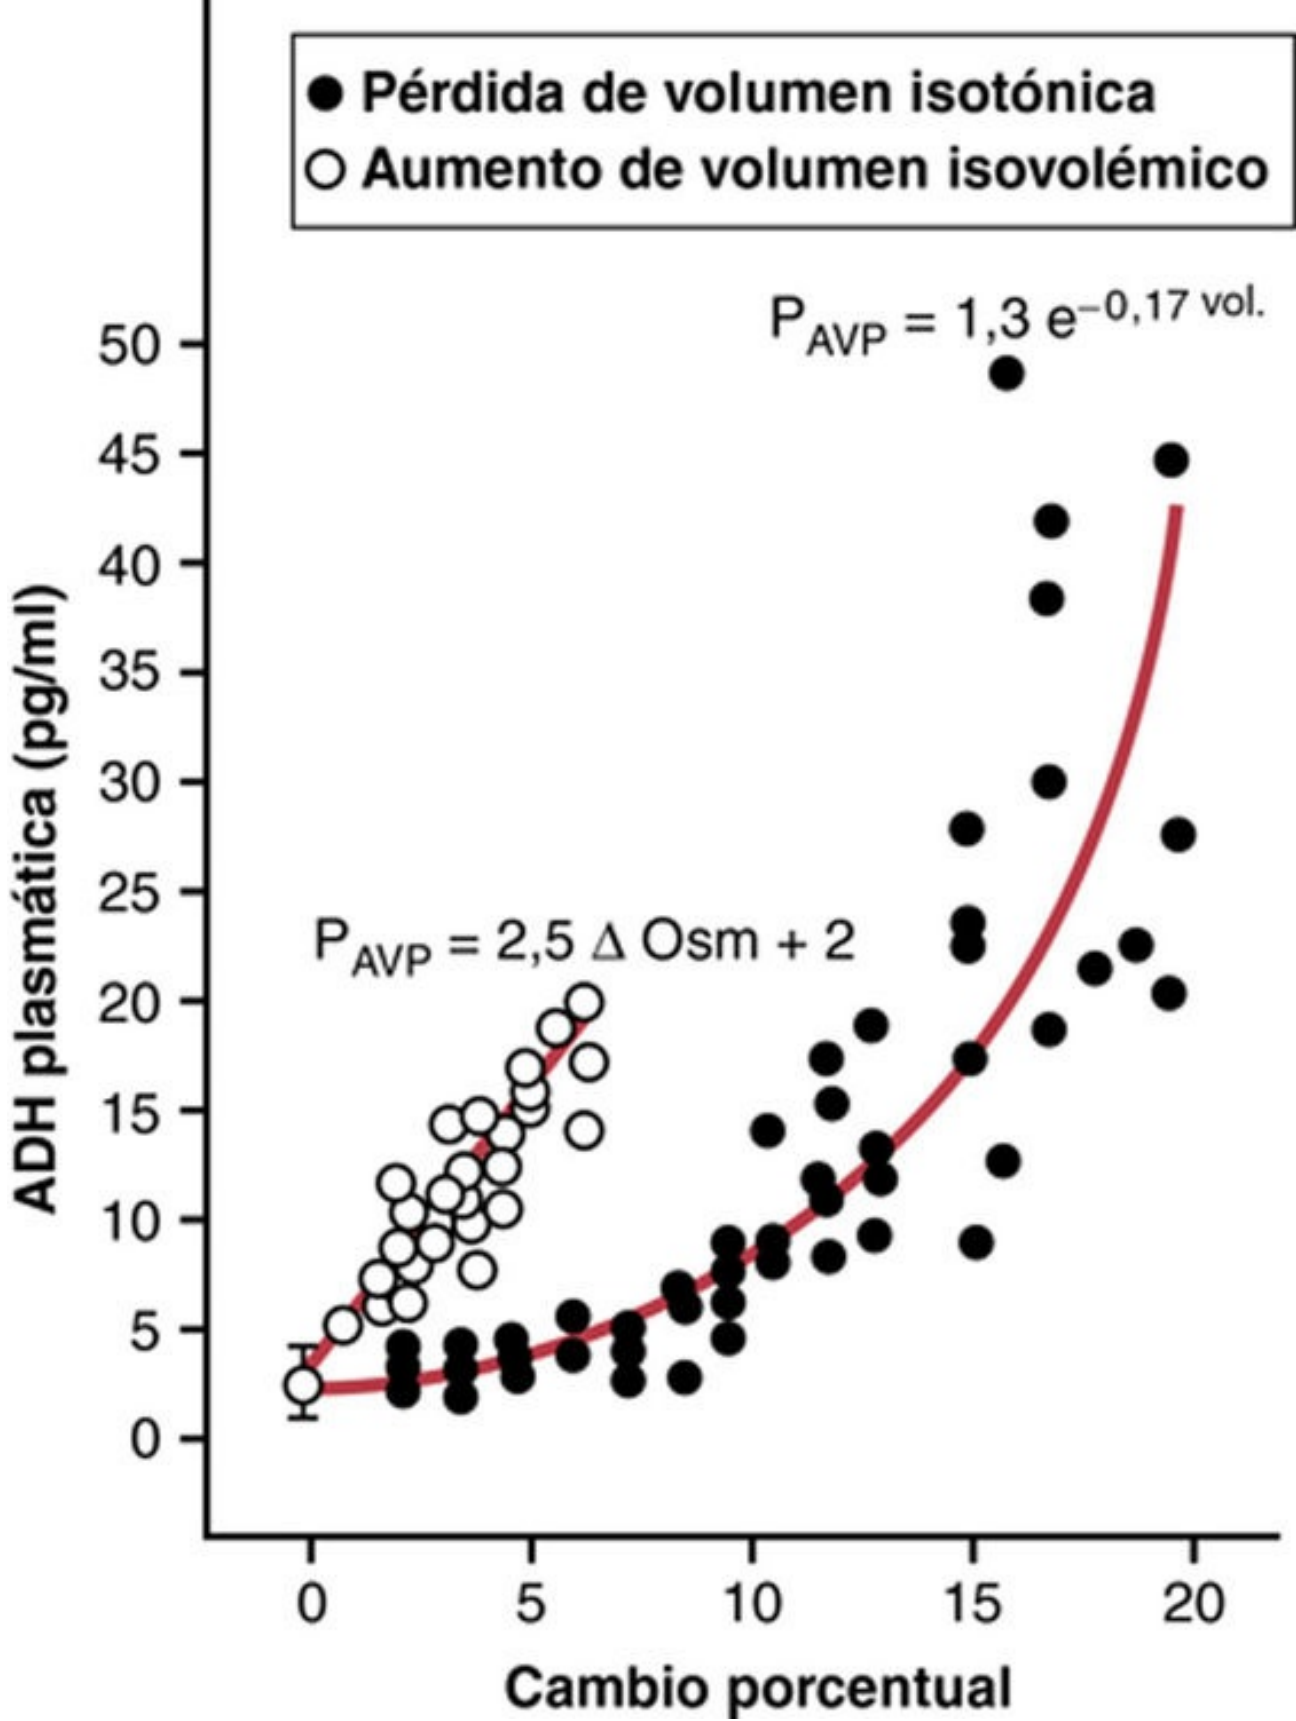 Pérdida de volumen isotónica
Aumento de volumen isovolémico
P_AVP = 1,3 e^−0,17 vol.
50
45
40
35
30
25
20
15
10
5
0
ADH plasmática (pg/ml)
P_AVP = 2,5 Δ Osm + 2
0 5 10 15 20
Cambio porcentual